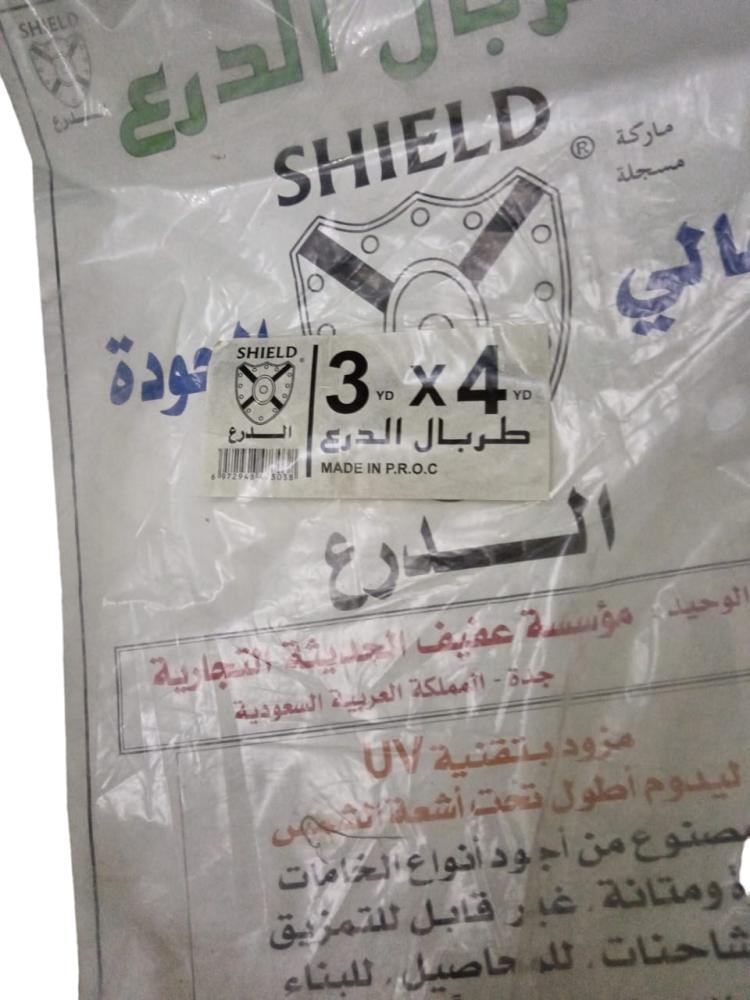 SHIELD
الدرع
طربال الدرع
SHIELD ®
ماركة
مسجلة
SHIELD
3 YD X 4 YD
الدرع
طربال الدرع
MADE IN P.R.O.C
الدرع
الوحيد مؤسسة عفيف الحديثة التجارية
جدة - المملكة العربية السعودية
مزود بتقنية UV
ليدوم أطول تحت أشعة الشمس
من أجود أنواع الخامات
ومتانة. غير قابل للتمزيق
للمحاصيل. للبناء